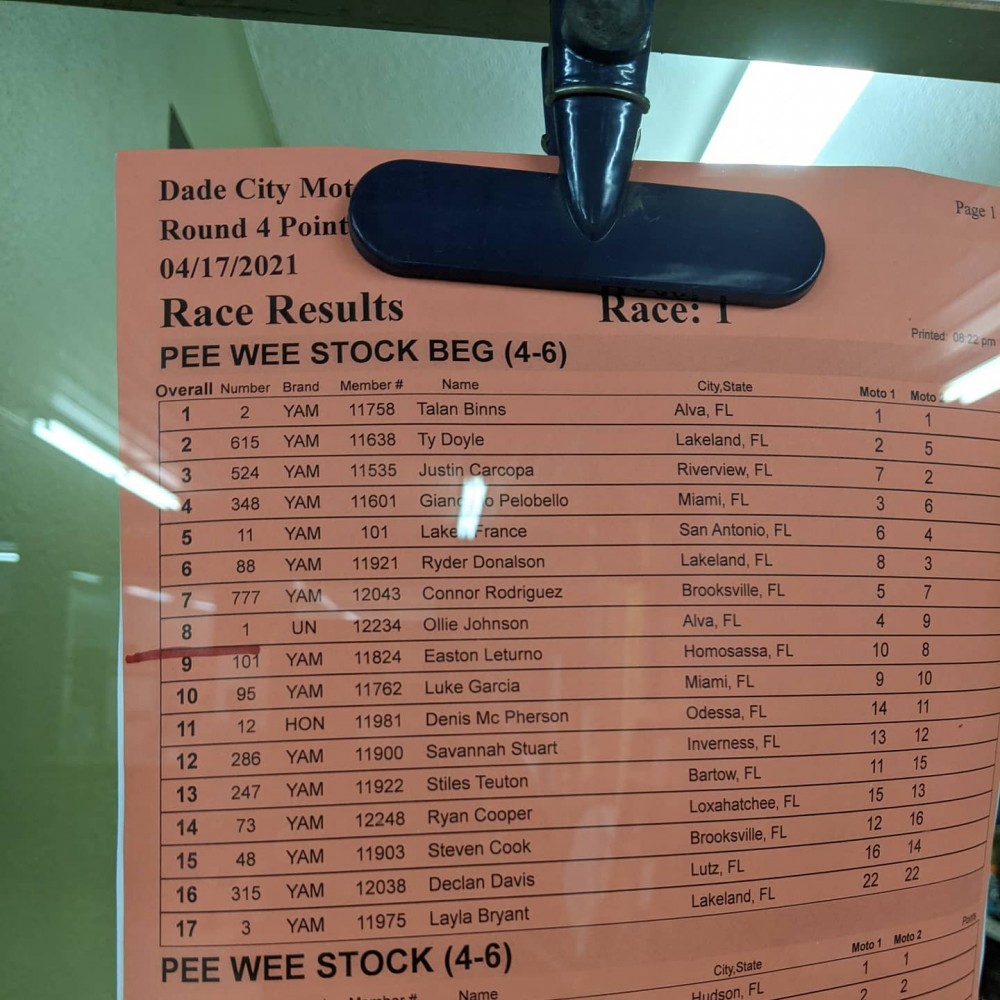 Dade City Mot
Round 4 Point
04/17/2021
Page 1
Race Results Race: 1
Printed: pm
PEE WEE STOCK BEG (4-6)
Overall Number Brand Member # Name City,State Moto 1 Moto
1 2 YAM 11758 Talan Binns Alva, FL 1 1
2 615 YAM 11638 Ty Doyle Lakeland, FL 2 5
3 524 YAM 11535 Justin Carcopa Riverview, FL 7 2
4 348 YAM 11601 Pelobello Miami, FL 3 6
5 11 YAM 101 France San Antonio, FL 6 4
6 88 YAM 11921 Ryder Donalson Lakeland, FL 8 3
7 777 YAM 12043 Connor Rodriguez Brooksville, FL 5 7
8 1 UN 12234 Ollie Johnson Alva, FL 4 9
9 101 YAM 11824 Easton Leturno Homosassa, FL 10 8
10 95 YAM 11762 Luke Garcia Miami, FL 9 10
11 12 HON 11981 Denis Mc Pherson Odessa, FL 14 11
12 286 YAM 11900 Savannah Stuart Inverness, FL 13 12
13 247 YAM 11922 Stiles Teuton Bartow, FL 11 15
14 73 YAM 12248 Ryan Cooper Loxahatchee, FL 15 13
15 48 YAM 11903 Steven Cook Brooksville, FL 12 16
16 315 YAM 12038 Declan Davis Lutz, FL 16 14
17 3 YAM 11975 Layla Bryant Lakeland, FL 22 22
PEE WEE STOCK (4-6)
Member # Name City,State Moto 1 Moto 2 Points
Hudson, FL 1 1
2 2